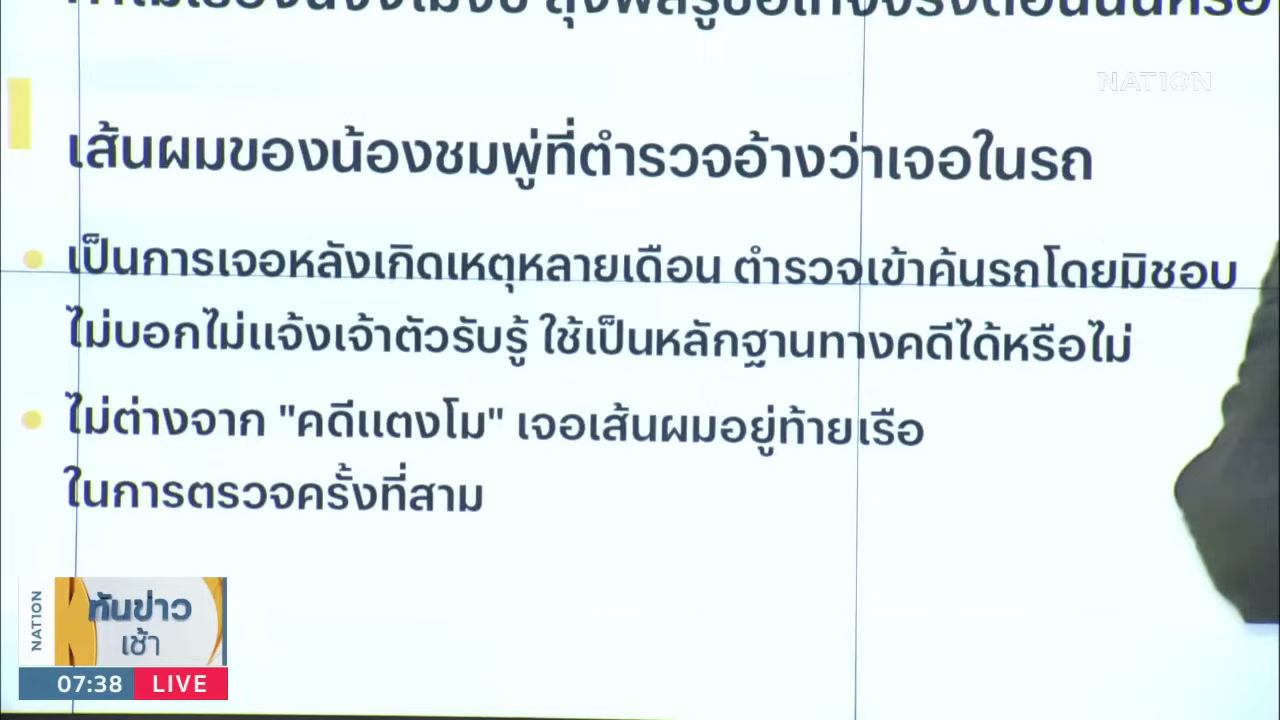 NATION
เส้นผมของน้องชมพู่ที่ตำรวจอ้างว่าเจอในรถ
เป็นการเจอหลังเกิดเหตุหลายเดือน ตำรวจเข้าค้นรถโดยมิชอบ
ไม่บอกไม่แจ้งเจ้าตัวรับรู้ ใช้เป็นหลักฐานทางคดีได้หรือไม่
ไม่ต่างจาก "คดีแตงโม" เจอเส้นผมอยู่ท้ายเรือ
ในการตรวจครั้งที่สาม
NATION
ทันข่าว
เช้า
07:38 LIVE